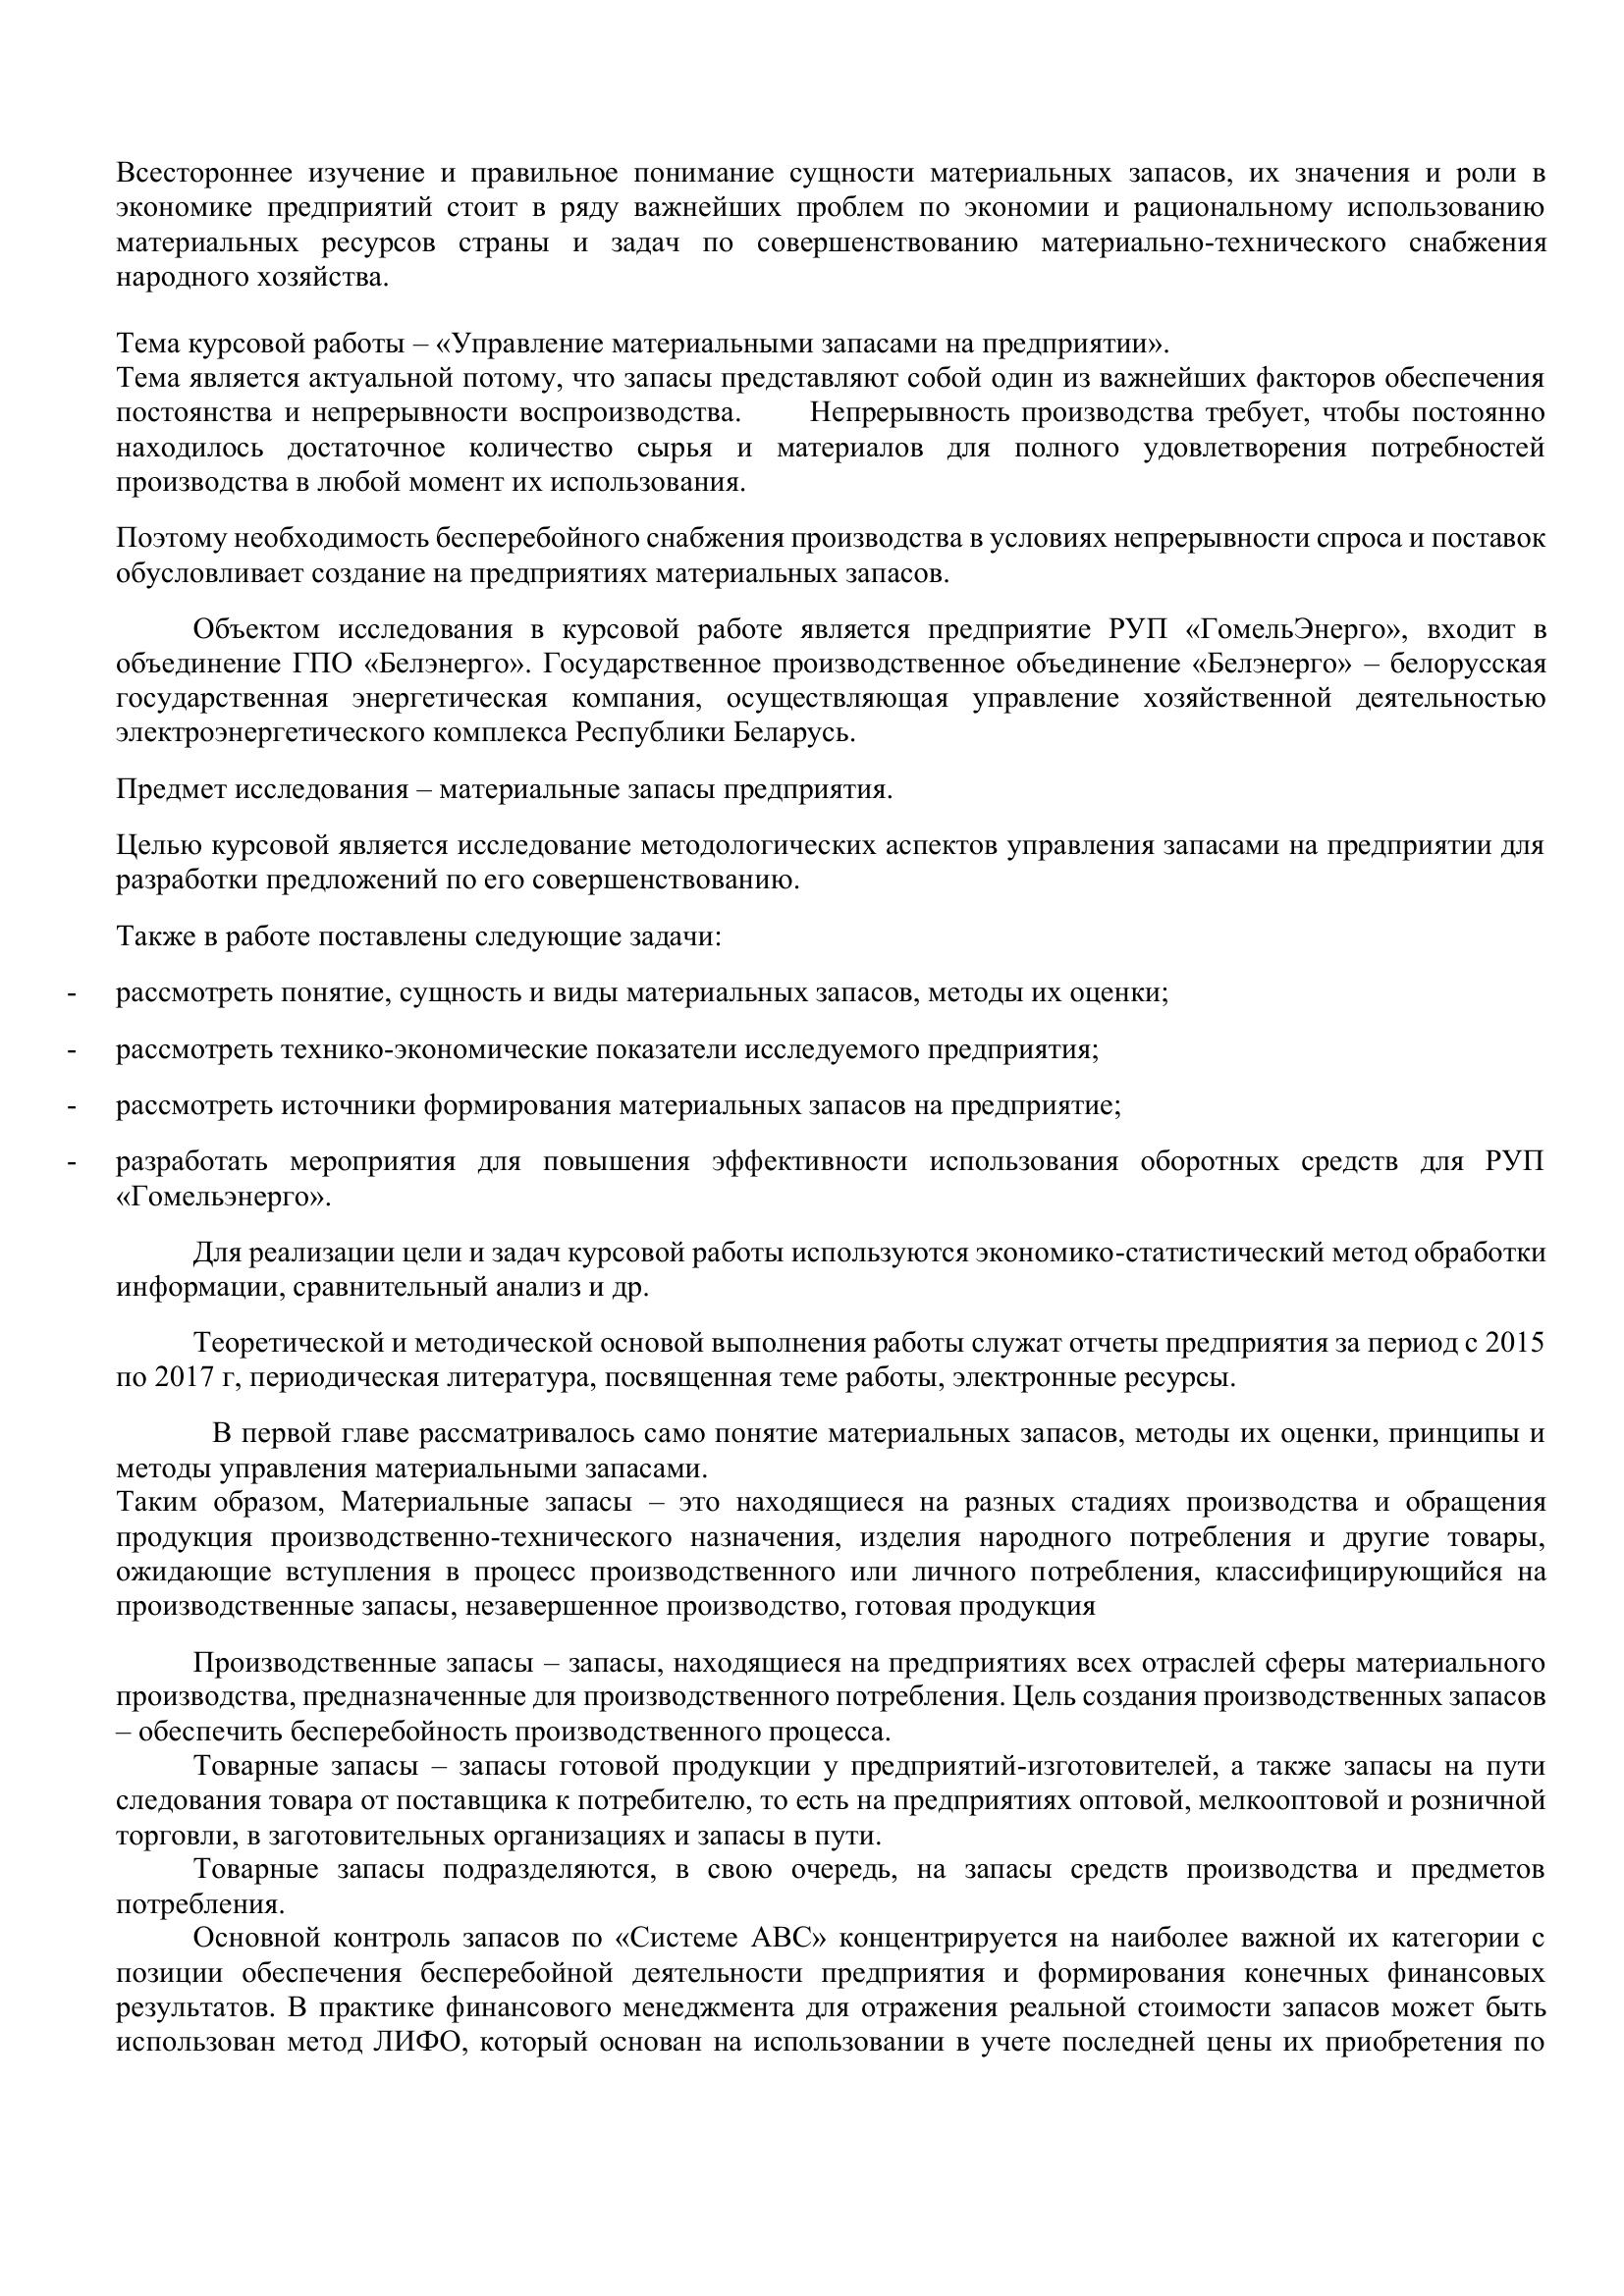 Всестороннее изучение и правильное понимание сущности материальных запасов, их значения и роли в
экономике предприятий стоит в ряду важнейших проблем по экономии и рациональному использованию
материальных ресурсов страны и задач по совершенствованию материально-технического снабжения
народного хозяйства.
Тема курсовой работы – «Управление материальными запасами на предприятии».
Тема является актуальной потому, что запасы представляют собой один из важнейших факторов обеспечения
постоянства и непрерывности воспроизводства. Непрерывность производства требует, чтобы постоянно
находилось достаточное количество сырья и материалов для полного удовлетворения потребностей
производства в любой момент их использования.
Поэтому необходимость бесперебойного снабжения производства в условиях непрерывности спроса и поставок
обусловливает создание на предприятиях материальных запасов.
Объектом исследования в курсовой работе является предприятие РУП «ГомельЭнерго», входит в
объединение ГПО «Белэнерго». Государственное производственное объединение «Белэнерго» – белорусская
государственная энергетическая компания, осуществляющая управление хозяйственной деятельностью
электроэнергетического комплекса Республики Беларусь.
Предмет исследования – материальные запасы предприятия.
Целью курсовой является исследование методологических аспектов управления запасами на предприятии для
разработки предложений по его совершенствованию.
Также в работе поставлены следующие задачи:
- рассмотреть понятие, сущность и виды материальных запасов, методы их оценки;
- рассмотреть технико-экономические показатели исследуемого предприятия;
- рассмотреть источники формирования материальных запасов на предприятие;
- разработать мероприятия для повышения эффективности использования оборотных средств для РУП
«Гомельэнерго».
Для реализации цели и задач курсовой работы используются экономико-статистический метод обработки
информации, сравнительный анализ и др.
Теоретической и методической основой выполнения работы служат отчеты предприятия за период с 2015
по 2017 г, периодическая литература, посвященная теме работы, электронные ресурсы.
В первой главе рассматривалось само понятие материальных запасов, методы их оценки, принципы и
методы управления материальными запасами.
Таким образом, Материальные запасы – это находящиеся на разных стадиях производства и обращения
продукция производственно-технического назначения, изделия народного потребления и другие товары,
ожидающие вступления в процесс производственного или личного потребления, классифицирующийся на
производственные запасы, незавершенное производство, готовая продукция
Производственные запасы – запасы, находящиеся на предприятиях всех отраслей сферы материального
производства, предназначенные для производственного потребления. Цель создания производственных запасов
– обеспечить бесперебойность производственного процесса.
Товарные запасы – запасы готовой продукции у предприятий-изготовителей, а также запасы на пути
следования товара от поставщика к потребителю, то есть на предприятиях оптовой, мелкооптовой и розничной
торговли, в заготовительных организациях и запасы в пути.
Товарные запасы подразделяются, в свою очередь, на запасы средств производства и предметов
потребления.
Основной контроль запасов по «Системе АВС» концентрируется на наиболее важной их категории с
позиции обеспечения бесперебойной деятельности предприятия и формирования конечных финансовых
результатов. В практике финансового менеджмента для отражения реальной стоимости запасов может быть
использован метод ЛИФО, который основан на использовании в учете последней цены их приобретения по